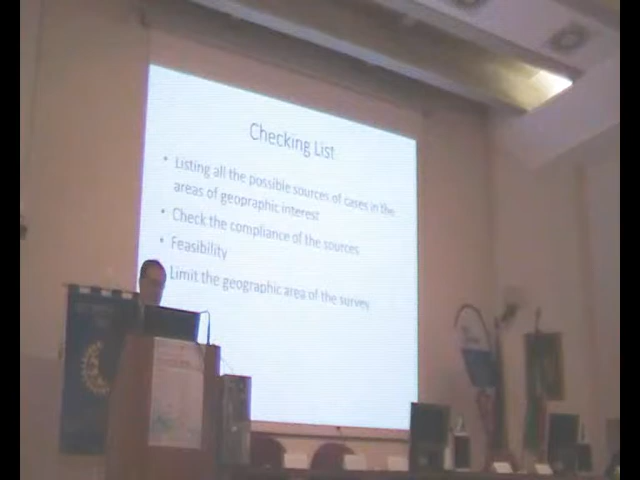 Checking List
• Listing all the possible sources of cases in the
areas of geopraphic interest
• Check the compliance of the sources
• Feasibility
Limit the geographic area of the survey